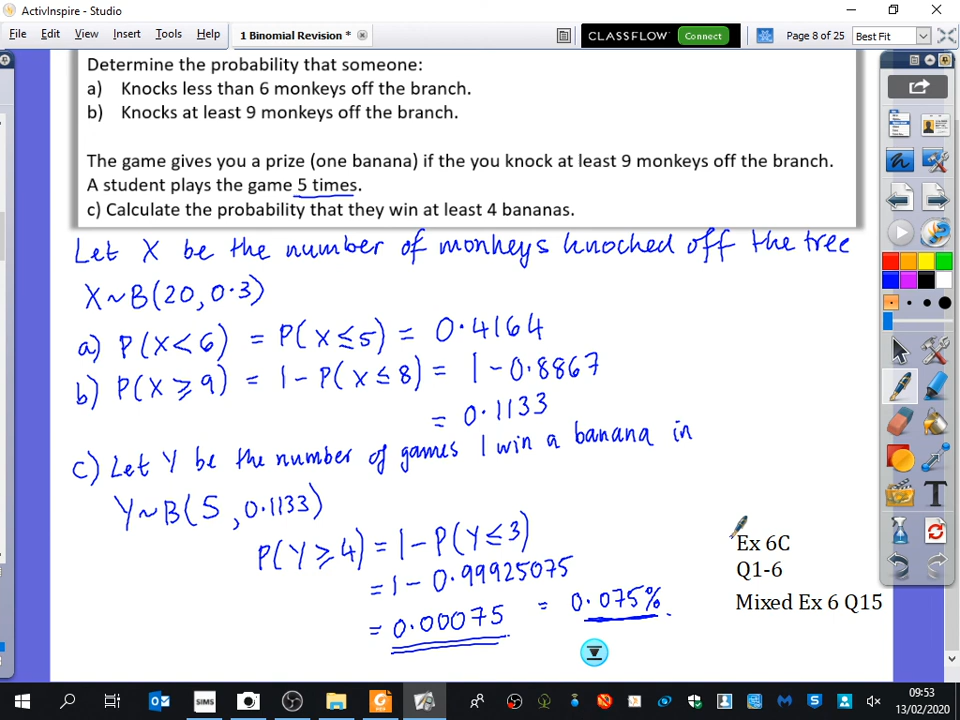 ActivInspire - Studio
File Edit View Insert Tools Help
1 Binomial Revision *
CLASSFLOW Connect
Page 8 of 25
Best Fit
Determine the probability that someone:
a) Knocks less than 6 monkeys off the branch.
b) Knocks at least 9 monkeys off the branch.
The game gives you a prize (one banana) if the you knock at least 9 monkeys off the branch.
A student plays the game 5 times.
c) Calculate the probability that they win at least 4 bananas.
Let X be the number of monkeys knocked off the tree
X~B(20, 0.3)
a) P(X<6) = P(X≤5) = 0.4164
b) P(X≥9) = 1-P(X≤8) = 1-0.8867
= 0.1133
c) Let Y be the number of games I win a banana in
Y~B(5, 0.1133)
P(Y≥4) = 1-P(Y≤3)
= 1-0.99925075
= 0.00075 = 0.075%.
Ex 6C
Q1-6
Mixed Ex 6 Q15
SIMS
09:53
13/02/2020